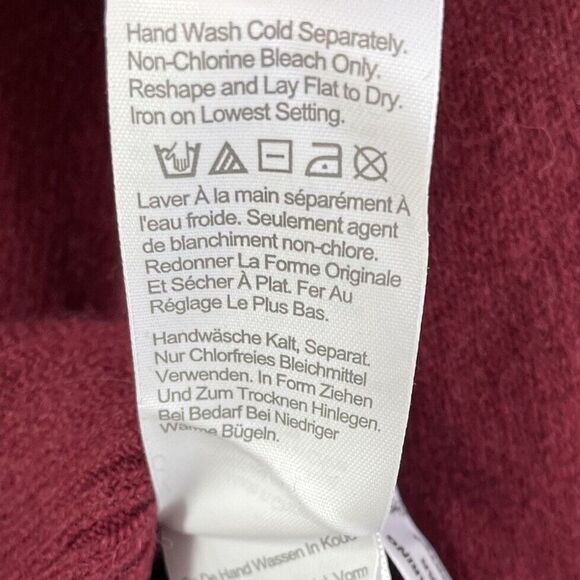 Hand Wash Cold Separately.
Non-Chlorine Bleach Only.
Reshape and Lay Flat to Dry.
Iron on Lowest Setting.
Laver À la main séparément À
l'eau froide. Seulement agent
de blanchiment non-chlore.
Redonner La Forme Originale
Et Sécher À Plat. Fer Au
Réglage Le Plus Bas.
Handwäsche Kalt, Separat.
Nur Chlorfreies Bleichmittel
Verwenden. In Form Ziehen
Und Zum Trocknen Hinlegen.
Bei Bedarf Bei Niedriger
Wärme Bügeln.
De Hand Wassen In Koud
Vorm